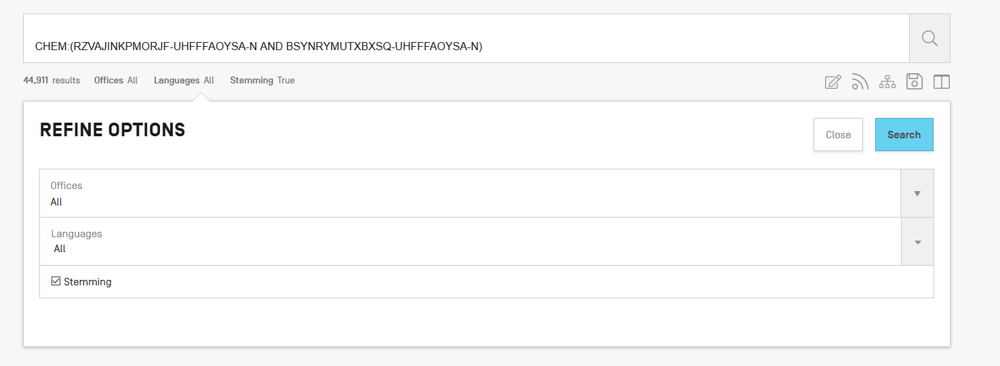 CHEM:(RZVAJINKPMORJF-UHFFFAOYSA-N AND BSYNRYMUTXBXSQ-UHFFFAOYSA-N)
44,911 results Offices All Languages All Stemming True
REFINE OPTIONS
Close Search
Offices
All
Languages
All
Stemming